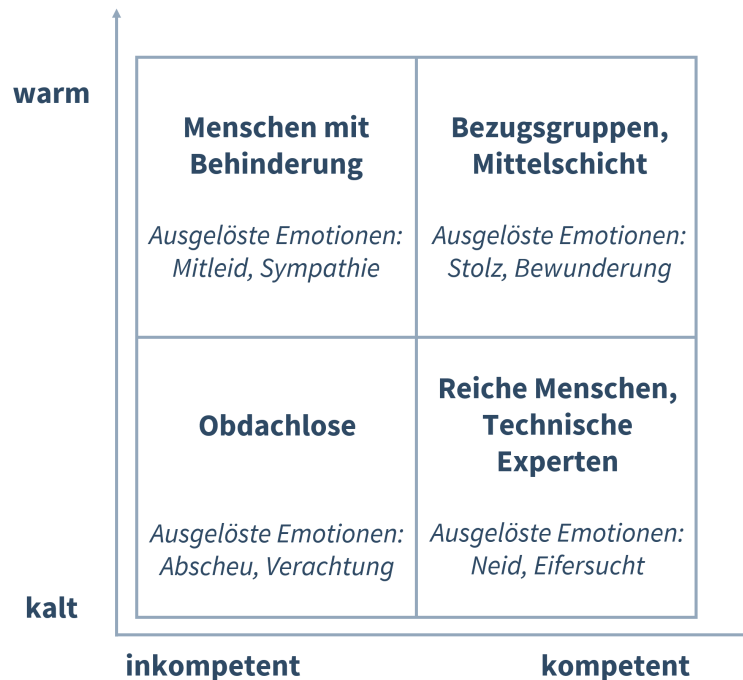 warm
Menschen mit
Behinderung
Ausgelöste Emotionen:
Mitleid, Sympathie
Bezugsgruppen,
Mittelschicht
Ausgelöste Emotionen:
Stolz, Bewunderung
Obdachlose
Ausgelöste Emotionen:
Abscheu, Verachtung
Reiche Menschen,
Technische
Experten
Ausgelöste Emotionen:
Neid, Eifersucht
kalt
inkompetent
kompetent